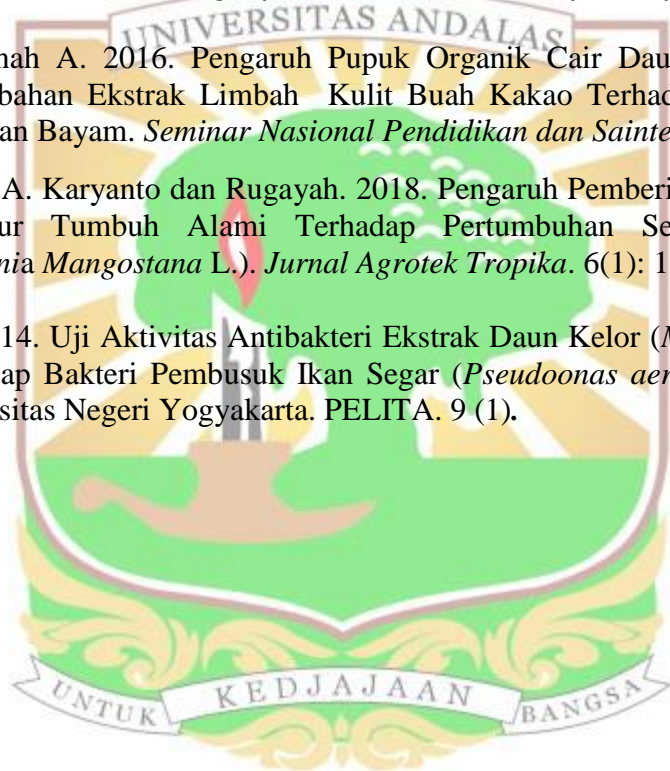 UNIVERSITAS ANDALAS
nah A. 2016. Pengaruh Pupuk Organik Cair Dau
bahan Ekstrak Limbah Kulit Buah Kakao Terhad
an Bayam. Seminar Nasional Pendidikan dan Sainte
A. Karyanto dan Rugayah. 2018. Pengaruh Pemberi
ur Tumbuh Alami Terhadap Pertumbuhan Se
nia Mangostana L.). Jurnal Agrotek Tropika. 6(1): 1
14. Uji Aktivitas Antibakteri Ekstrak Daun Kelor (M
ap Bakteri Pembusuk Ikan Segar (Pseudoonas aer
sitas Negeri Yogyakarta. PELITA. 9 (1).
UNTUK KEDJAJAAN BANGSA